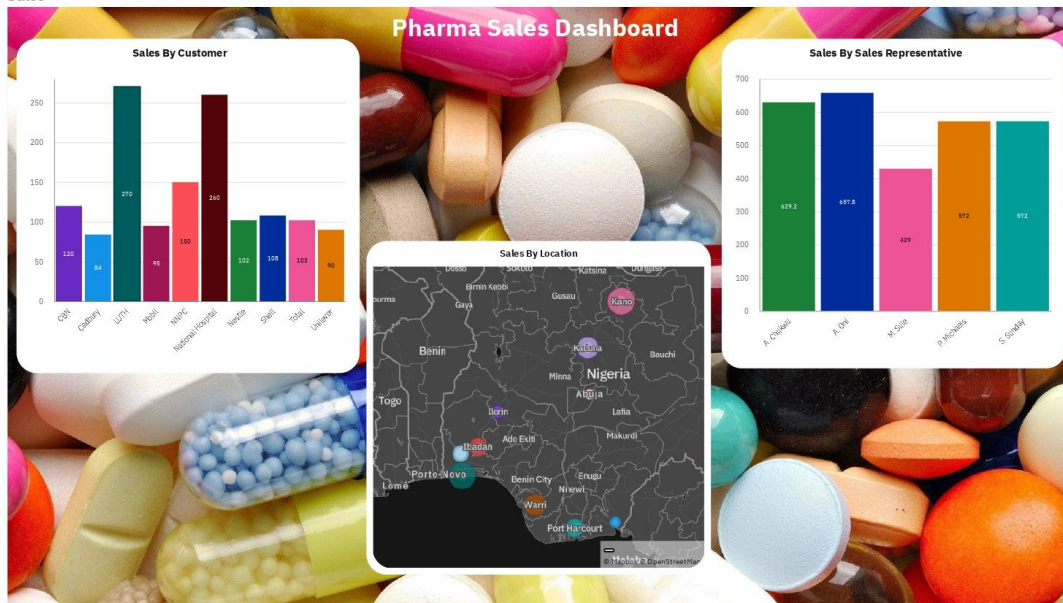 Pharma Sales Dashboard
Sales By Customer
250
200
150
100
50
0
120
84
270
95
150
260
102
108
103
90
CBN
Cadbury
JJTH
Mobil
NNPC
National Hospital
Nestle
Shell
Total
Unilever
Sales By Location
Dosso
Sokoto
Katsina
Birnin Kebbi
Gaya
Gusau
Kano
Benin
Kaduna
Bauchi
Minna
Nigeria
Togo
Abuja
Ilorin
Lafia
Ibadan
Ado Ekiti
Makurdi
Porto-Novo
Lomé
Benin City
Enugu
Nnewi
Warri
Port Harcourt
© Mapbox © OpenStreetMap
Sales By Sales Representative
700
600
500
400
300
200
100
0
629.2
657.8
429
572
572
A. Chukwu
A. Oni
M. Sule
P. Michaels
S. Sunday